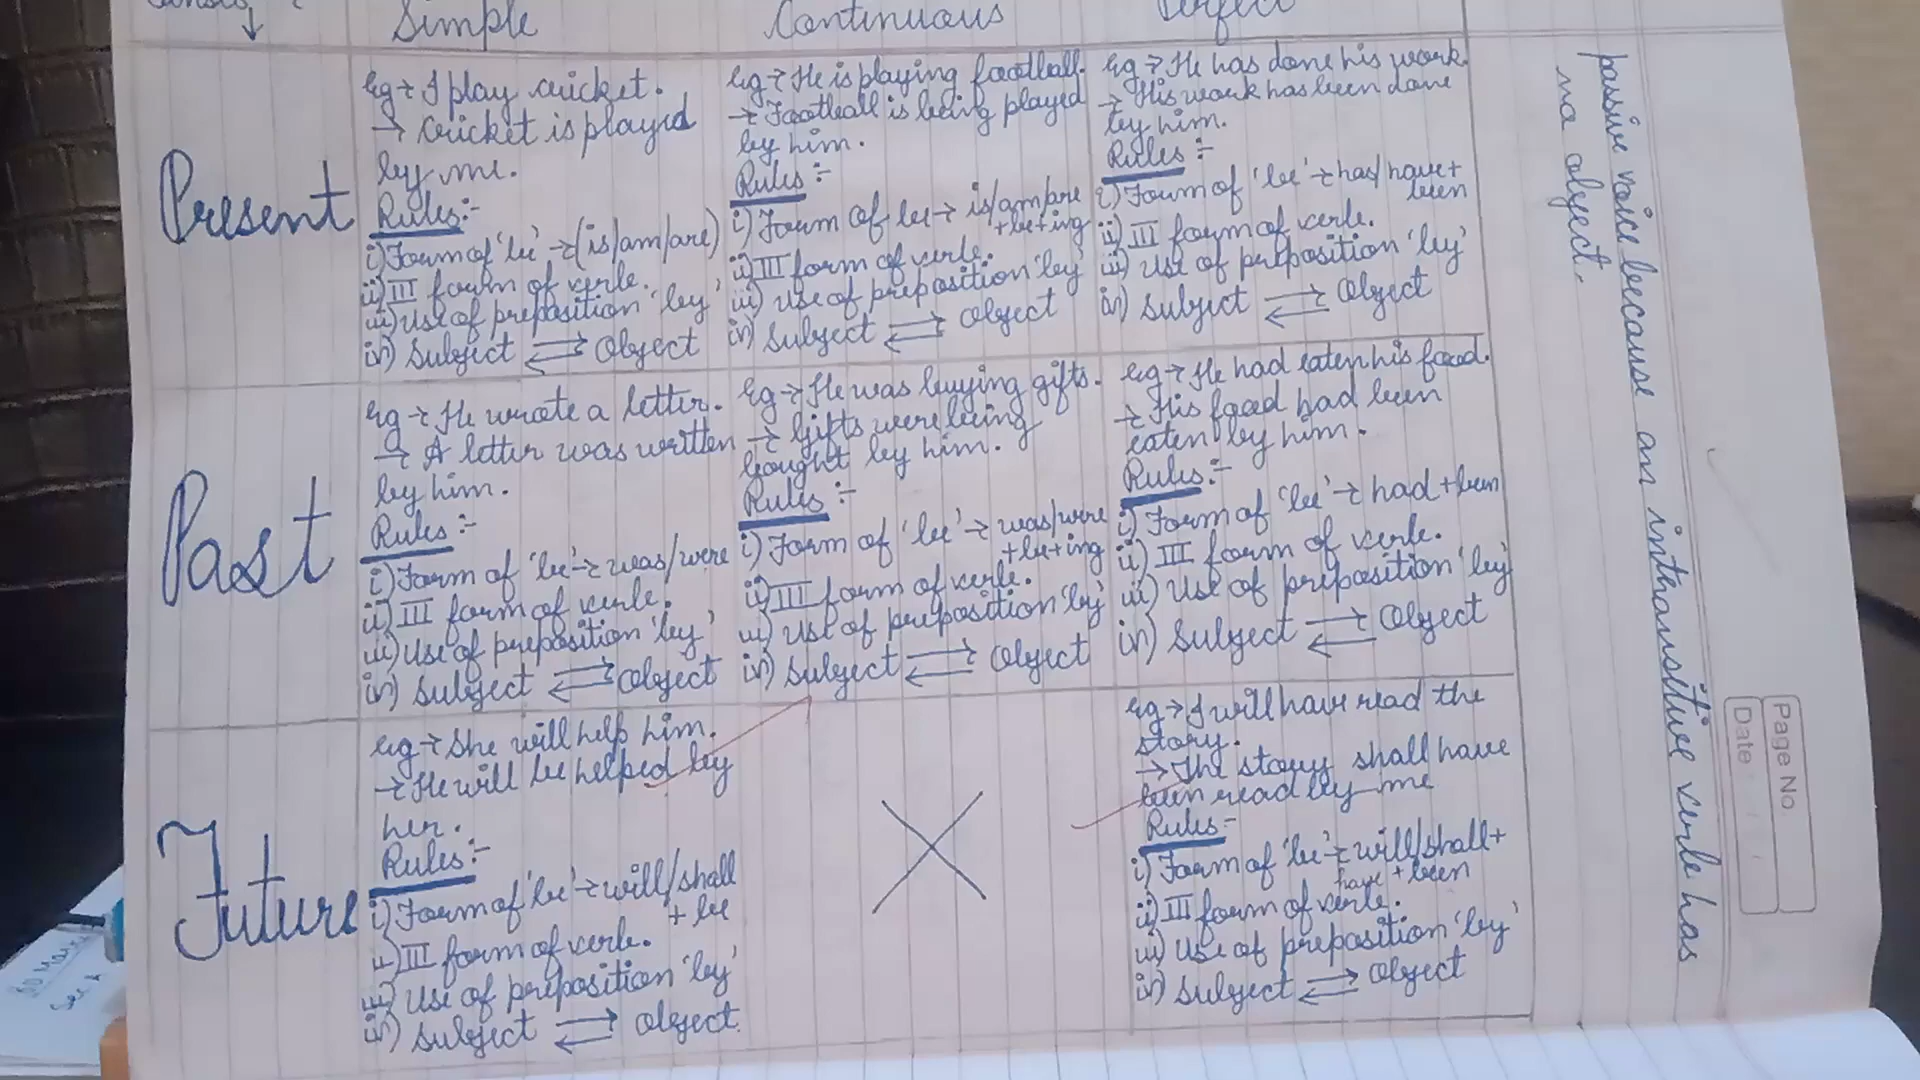 Simple
Continuous
Perfect
Present
Eg → I play cricket.
→ Cricket is played
by me.
Rules:-
i) Form of 'be' → (is/am/are)
ii) III form of verb.
iii) Use of preposition 'by'
iv) Subject ⇄ Object
Eg → He is playing football.
→ Football is being played
by him.
Rules :-
i) Form of be → is/am/are
+be+ing
ii) III form of verb.
iii) Use of preposition 'by'
iv) Subject ⇄ Object
Eg → He has done his work.
→ His work has been done
by him.
Rules :-
i) Form of 'be' → has/have+
been
ii) III form of verb.
iii) Use of preposition 'by'
iv) Subject ⇄ Object
Past
Eg → He wrote a letter.
→ A letter was written
by him.
Rules :-
i) Form of 'be' → was/were
ii) III form of verb.
iii) Use of preposition 'by'
iv) Subject ⇄ Object
Eg → He was buying gifts.
→ Gifts were being
bought by him.
Rules :-
i) Form of 'be' → was/were
+be+ing
ii) III form of verb.
iii) Use of preposition 'by'
iv) Subject ⇄ Object
Eg → He had eaten his food.
→ His food had been
eaten by him.
Rules :-
i) Form of 'be' → had+been
ii) III form of verb.
iii) Use of preposition 'by'
iv) Subject ⇄ Object
Future
Eg → She will help him.
→ He will be helped by
her.
Rules :-
i) Form of 'be' → will/shall
+ be
ii) III form of verb.
iii) Use of preposition 'by'
iv) Subject ⇄ Object.
Eg → I will have read the
story.
→ The story shall have
been read by me
Rules :-
i) Form of 'be' → will/shall+
have + been
ii) III form of verb.
iii) Use of preposition 'by'
iv) Subject ⇄ Object
passive voice because an intransitive verb has
no object.
Page No.
Date
80 Marks
Sec A